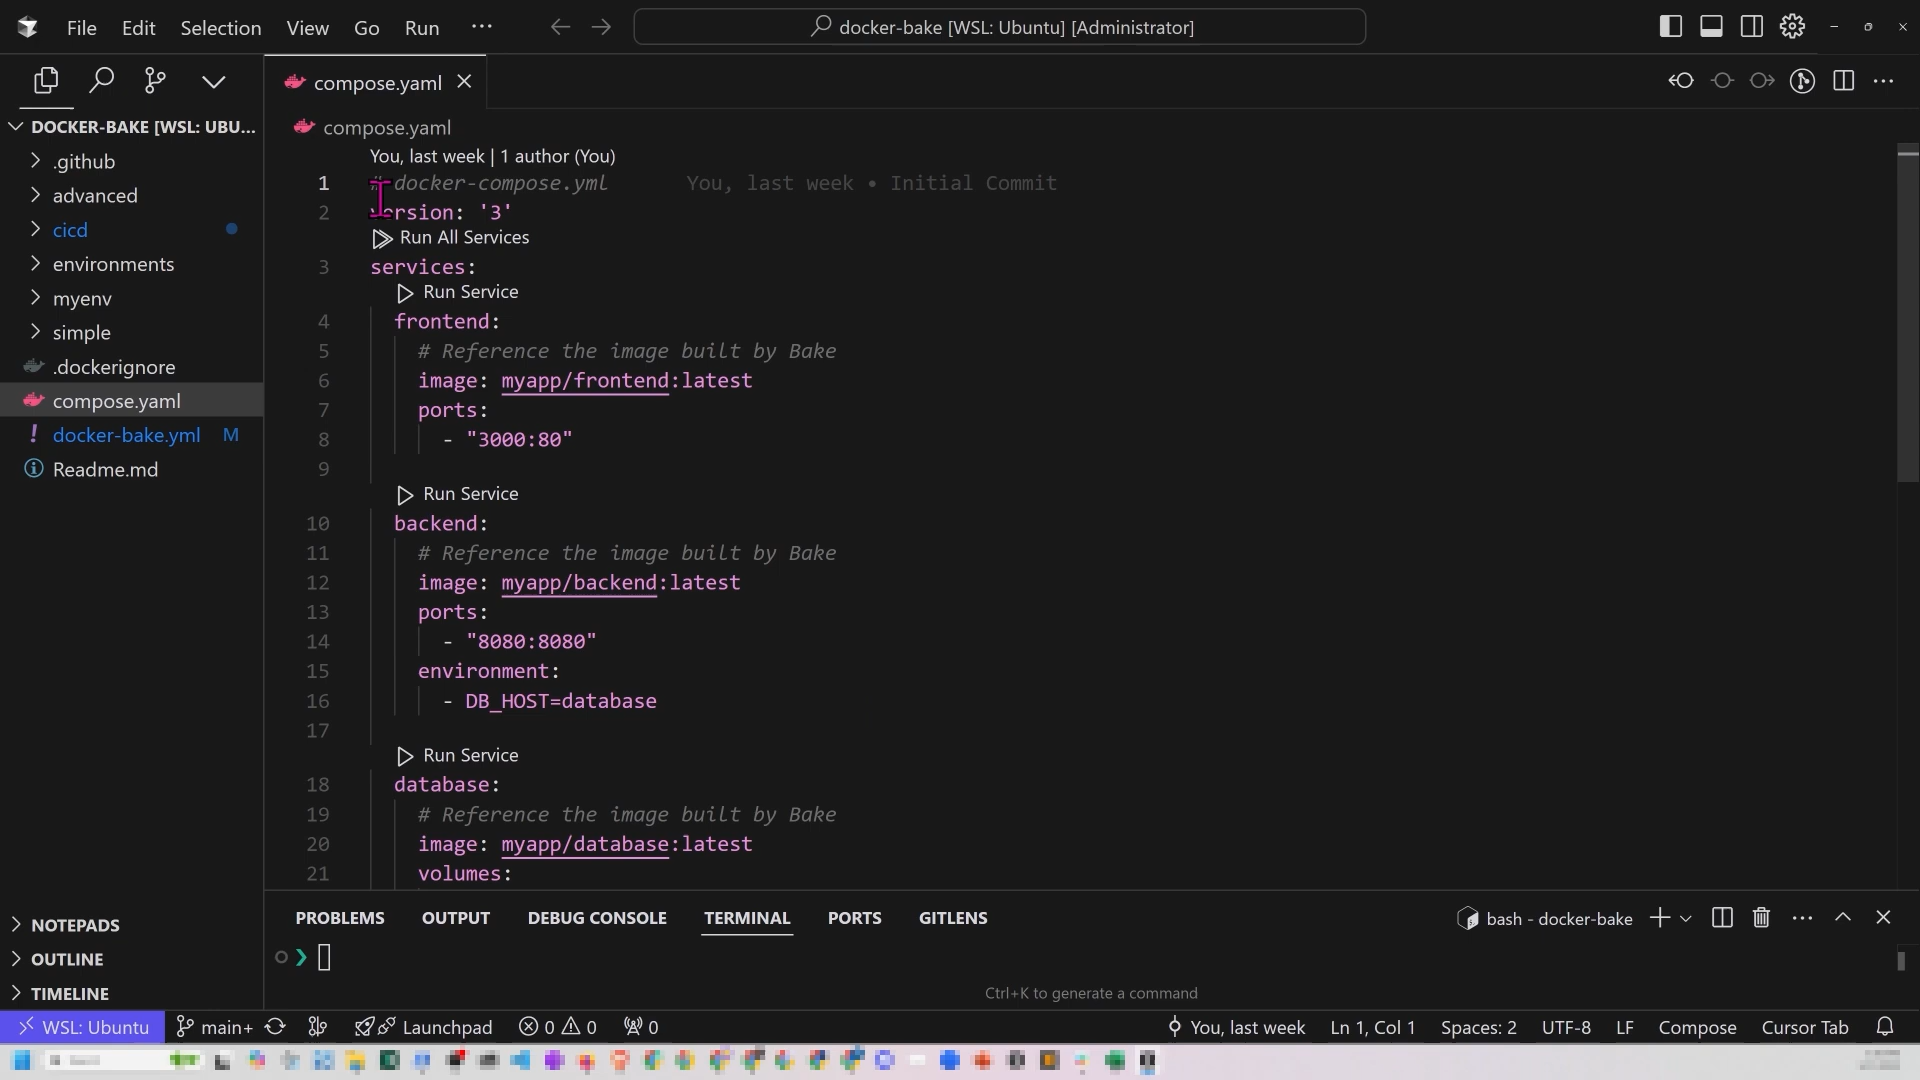 File Edit Selection View Go Run ···
docker-bake [WSL: Ubuntu] [Administrator]
DOCKER-BAKE [WSL: UBU...
.github
advanced
cicd
environments
myenv
simple
.dockerignore
compose.yaml
docker-bake.yml M
Readme.md
NOTEPADS
OUTLINE
TIMELINE
compose.yaml
compose.yaml
You, last week | 1 author (You)
1 # docker-compose.yml You, last week • Initial Commit
2 version: '3'
Run All Services
3 services:
Run Service
4 frontend:
5 # Reference the image built by Bake
6 image: myapp/frontend:latest
7 ports:
8 - "3000:80"
9
Run Service
10 backend:
11 # Reference the image built by Bake
12 image: myapp/backend:latest
13 ports:
14 - "8080:8080"
15 environment:
16 - DB_HOST=database
17
Run Service
18 database:
19 # Reference the image built by Bake
20 image: myapp/database:latest
21 volumes:
PROBLEMS OUTPUT DEBUG CONSOLE TERMINAL PORTS GITLENS
bash - docker-bake
Ctrl+K to generate a command
WSL: Ubuntu main+ Launchpad 0 0 0
You, last week Ln 1, Col 1 Spaces: 2 UTF-8 LF Compose Cursor Tab